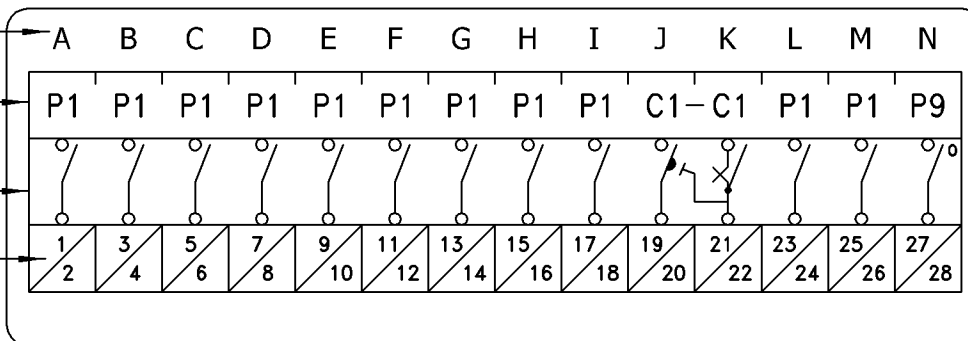 A B C D E F G H I J K L M N
P1 P1 P1 P1 P1 P1 P1 P1 P1 C1-C1 P1 P1 P9
0
1 3 5 7 9 11 13 15 17 19 21 23 25 27
2 4 6 8 10 12 14 16 18 20 22 24 26 28